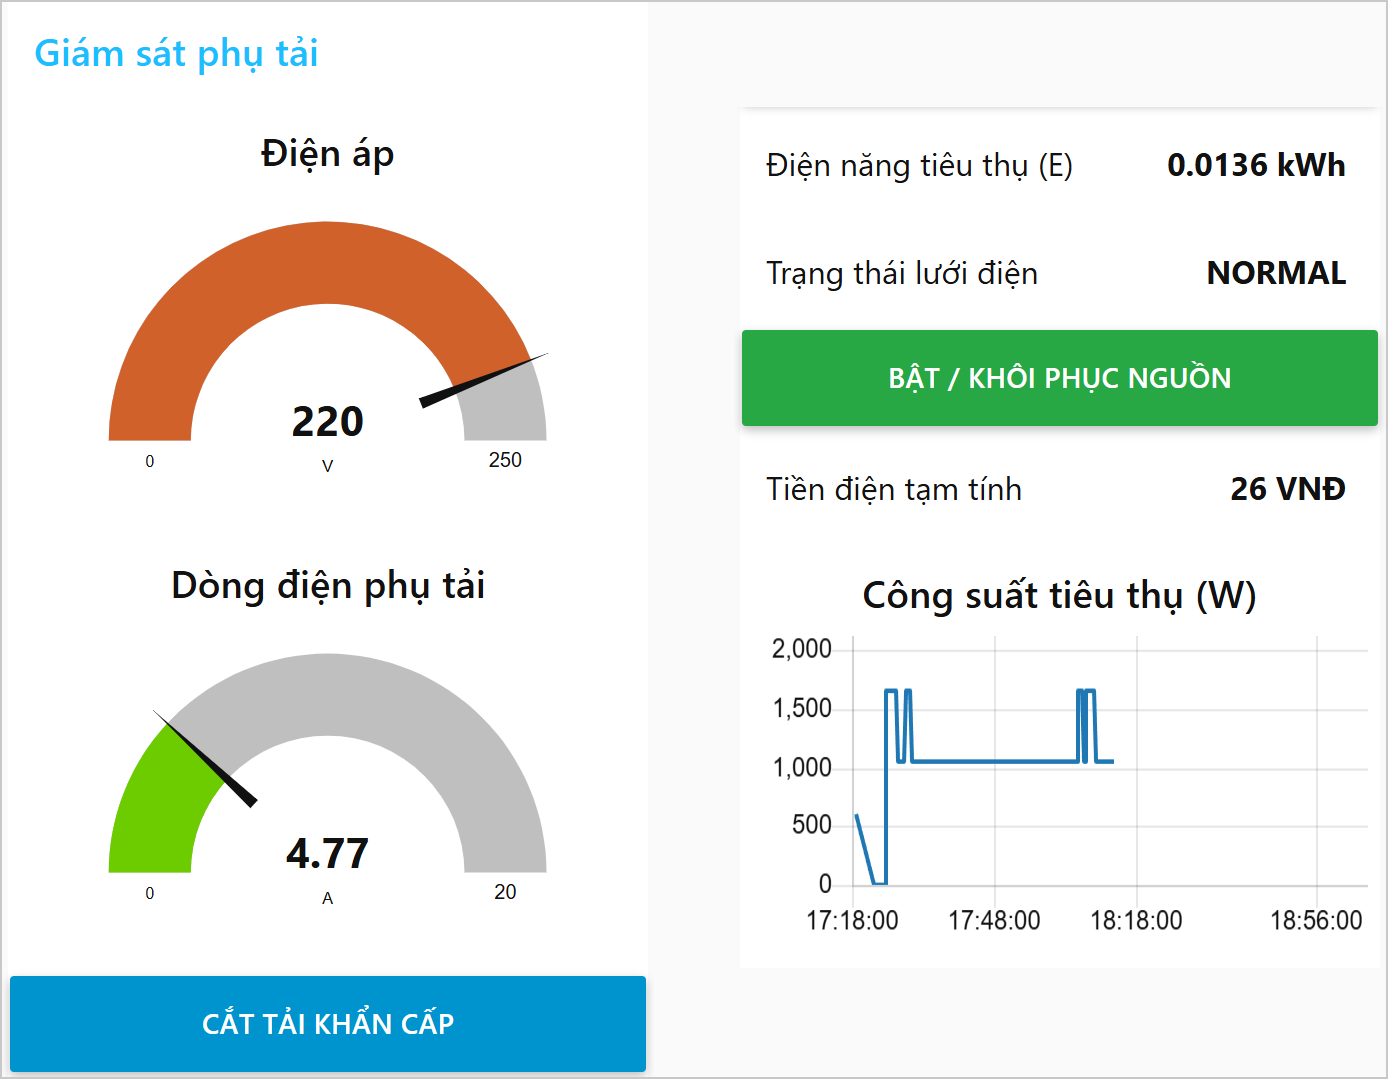 Giám sát phụ tải
Điện áp
220
0
V
250
Dòng điện phụ tải
4.77
0
A
20
CẮT TẢI KHẨN CẤP
Điện năng tiêu thụ (E) 0.0136 kWh
Trạng thái lưới điện NORMAL
BẬT / KHÔI PHỤC NGUỒN
Tiền điện tạm tính 26 VNĐ
Công suất tiêu thụ (W)
2,000
1,500
1,000
500
0
17:18:00 17:48:00 18:18:00 18:56:00